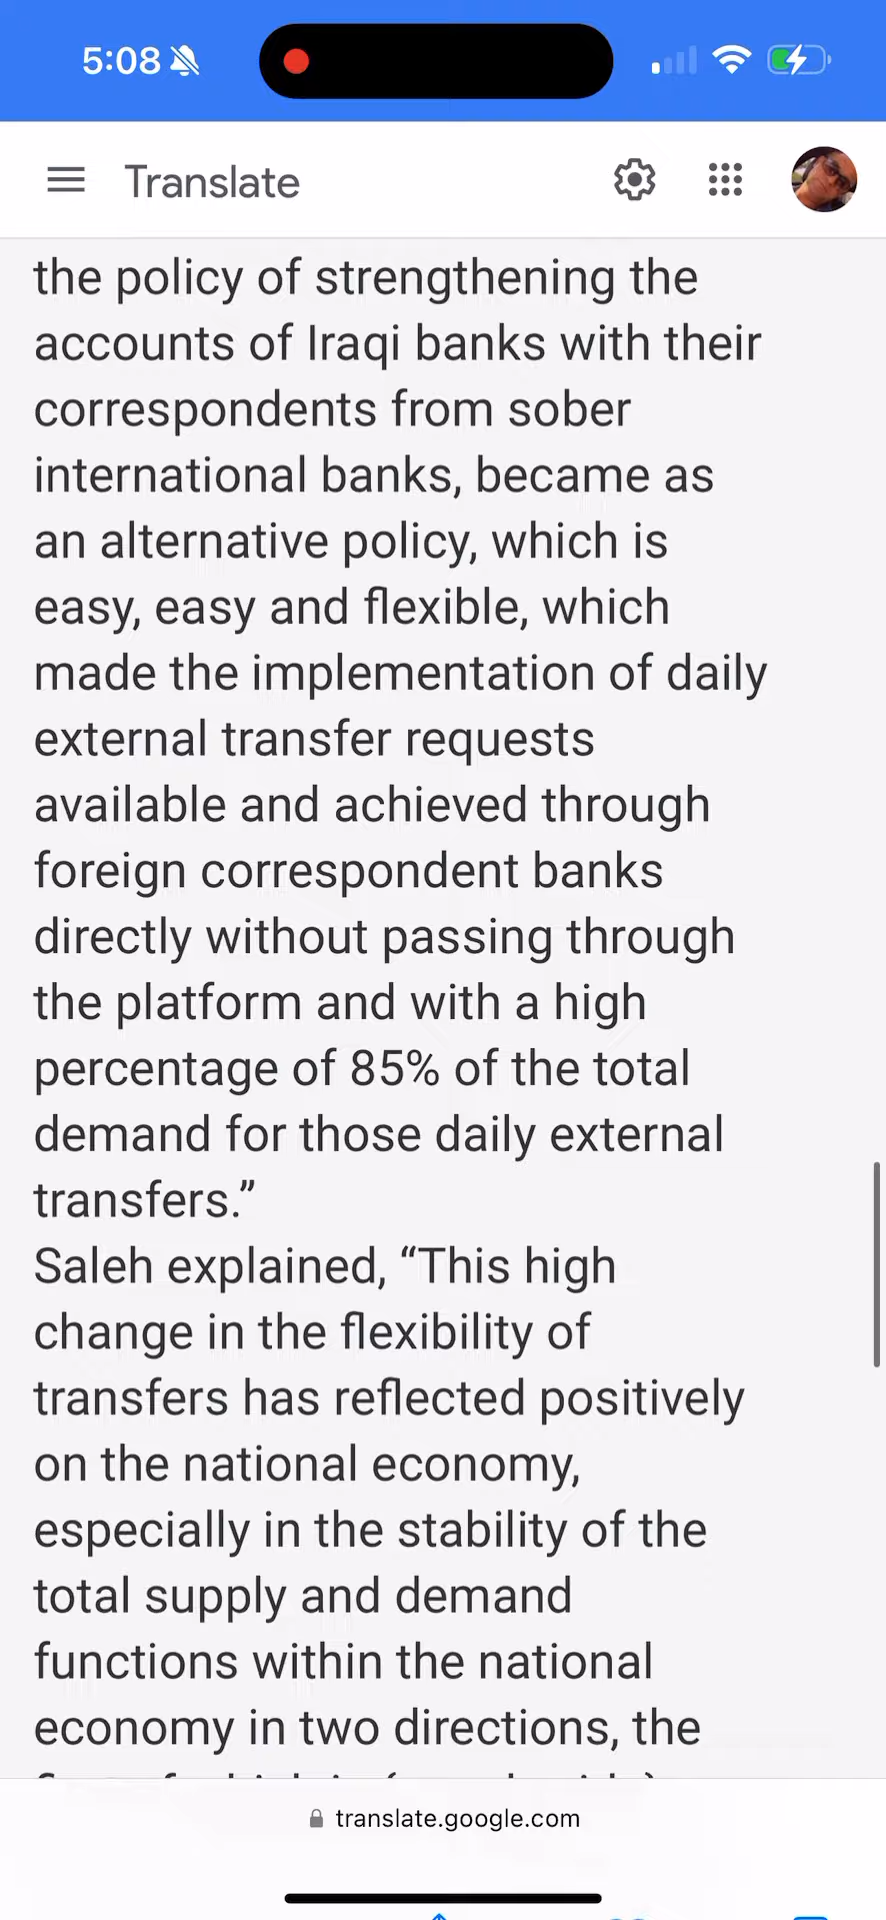 5:08
Translate
the policy of strengthening the
accounts of Iraqi banks with their
correspondents from sober
international banks, became as
an alternative policy, which is
easy, easy and flexible, which
made the implementation of daily
external transfer requests
available and achieved through
foreign correspondent banks
directly without passing through
the platform and with a high
percentage of 85% of the total
demand for those daily external
transfers.”
Saleh explained, “This high
change in the flexibility of
transfers has reflected positively
on the national economy,
especially in the stability of the
total supply and demand
functions within the national
economy in two directions, the
translate.google.com